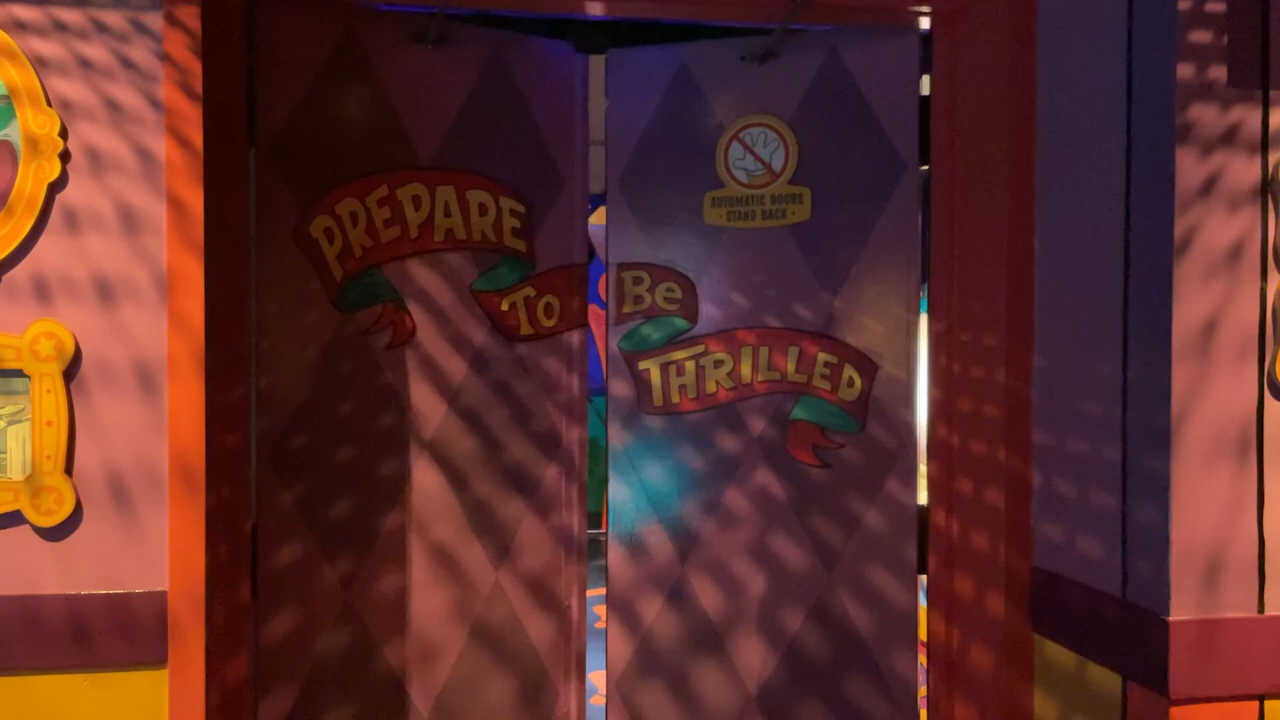 PREPARE
To Be
THRILLED
AUTOMATIC DOORS
· STAND BACK ·